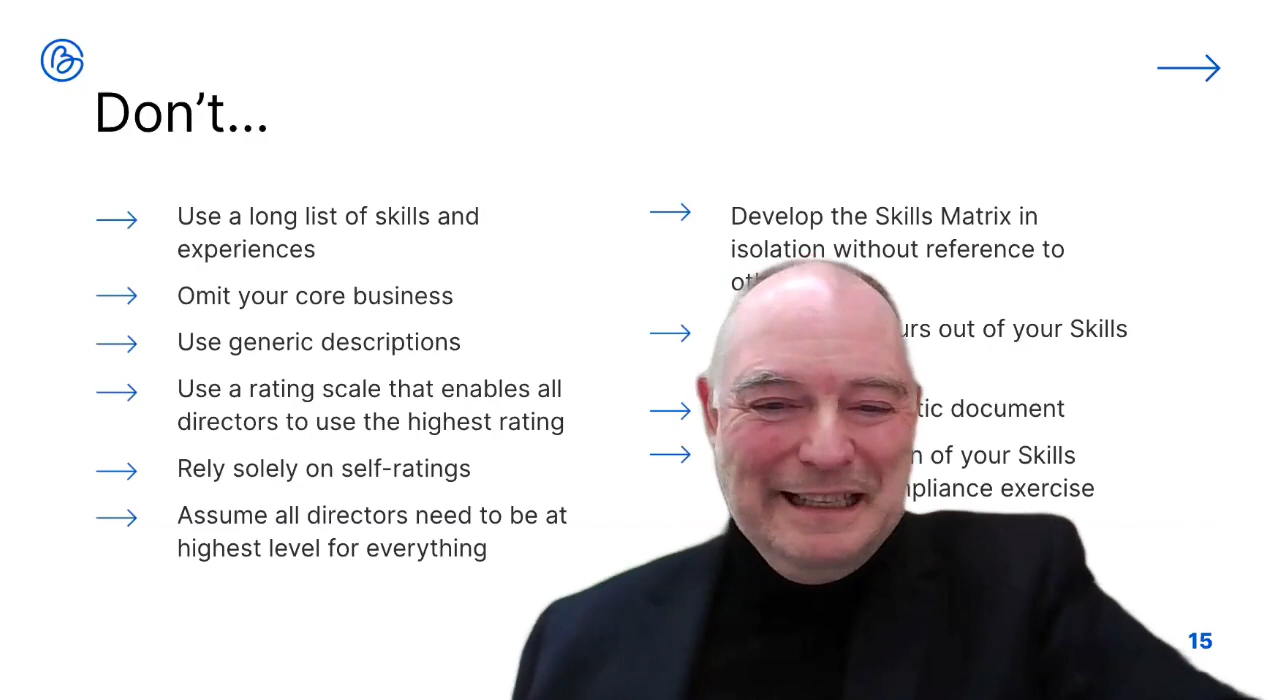 Don't...
Use a long list of skills and
experiences
Omit your core business
Use generic descriptions
Use a rating scale that enables all
directors to use the highest rating
Rely solely on self-ratings
Assume all directors need to be at
highest level for everything
Develop the Skills Matrix in
isolation without reference to
out of your Skills
document
of your Skills
exercise
15